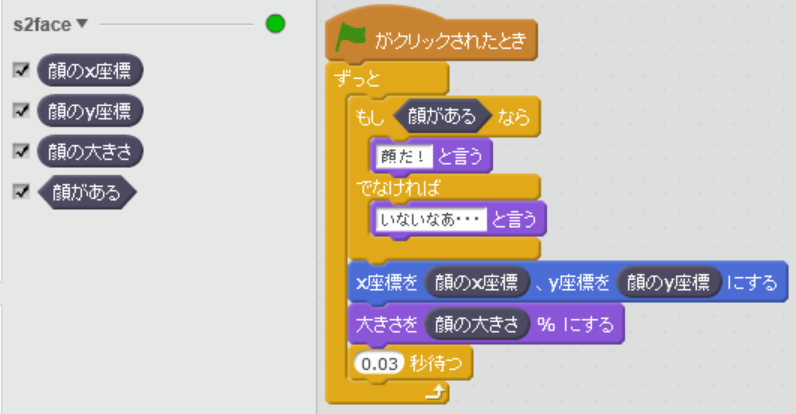 s2face
顔のx座標
顔のy座標
顔の大きさ
顔がある
がクリックされたとき
ずっと
もし 顔がある なら
顔だ! と言う
でなければ
いないなあ・・・ と言う
x座標を 顔のx座標 、y座標を 顔のy座標 にする
大きさを 顔の大きさ % にする
0.03 秒待つ